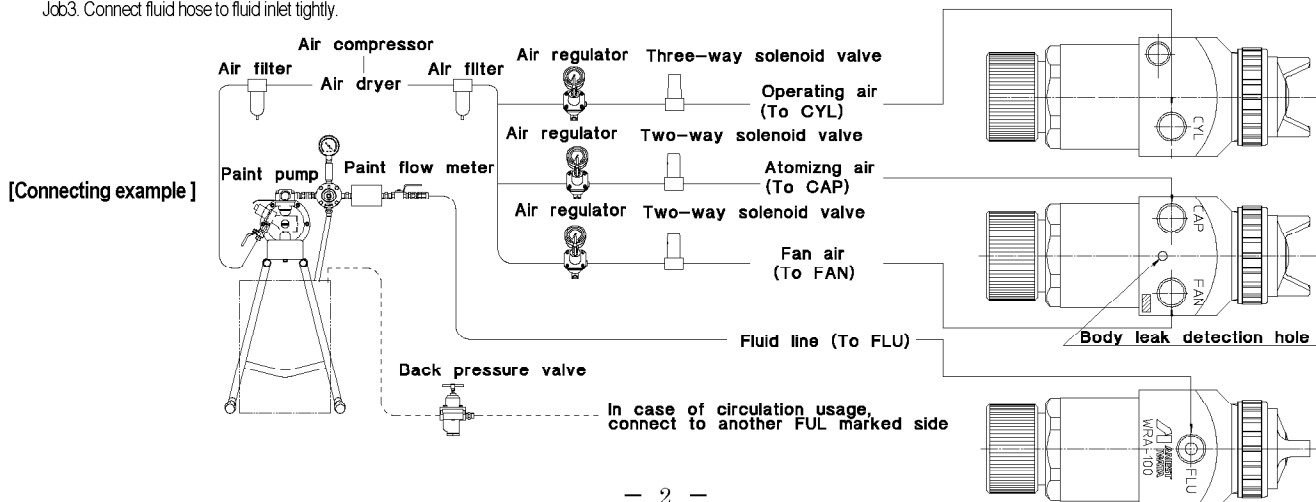 Job3. Connect fluid hose to fluid inlet tightly.
Air compressor
Air filter
Air dryer
Air filter
Air regulator
Three-way solenoid valve
Operating air
(To CYL)
CYL
Air regulator
Two-way solenoid valve
[Connecting example ]
Paint pump
Paint flow meter
Atomizng air
(To CAP)
CAP
Air regulator
Two-way solenoid valve
Fan air
(To FAN)
FAN
Fluid line (To FLU)
Body leak detection hole
Back pressure valve
In case of circulation usage,
connect to another FUL marked side
ANEST
IWATA
WRA-100
FLU
- 2 -